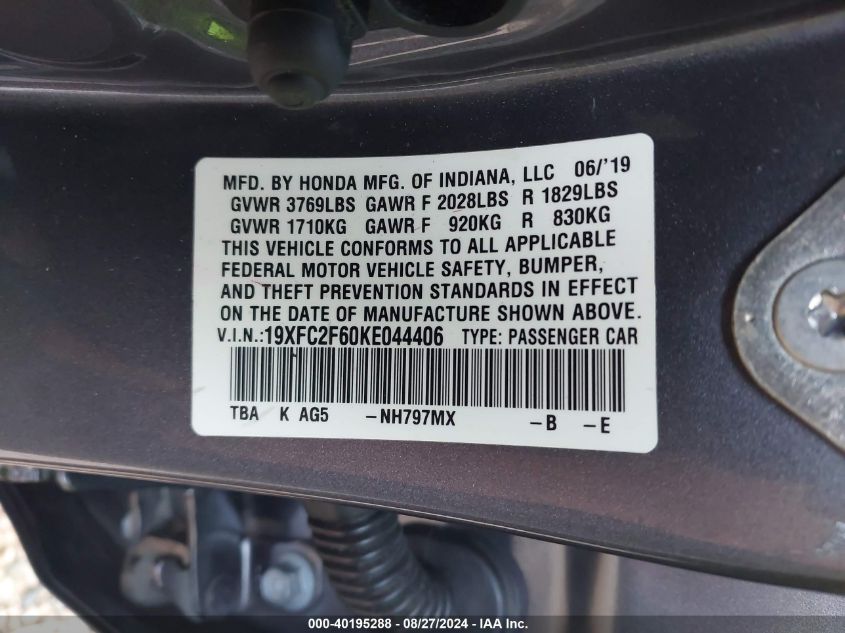 MFD. BY HONDA MFG. OF INDIANA, LLC 06/'19
GVWR 3769LBS GAWR F 2028LBS R 1829LBS
GVWR 1710KG GAWR F 920KG R 830KG
THIS VEHICLE CONFORMS TO ALL APPLICABLE
FEDERAL MOTOR VEHICLE SAFETY, BUMPER,
AND THEFT PREVENTION STANDARDS IN EFFECT
ON THE DATE OF MANUFACTURE SHOWN ABOVE.
V.I.N.:19XFC2F60KE044406 TYPE: PASSENGER CAR
TBA K AG5 -NH797MX -B -E
000-40195288 - 08/27/2024 - IAA Inc.